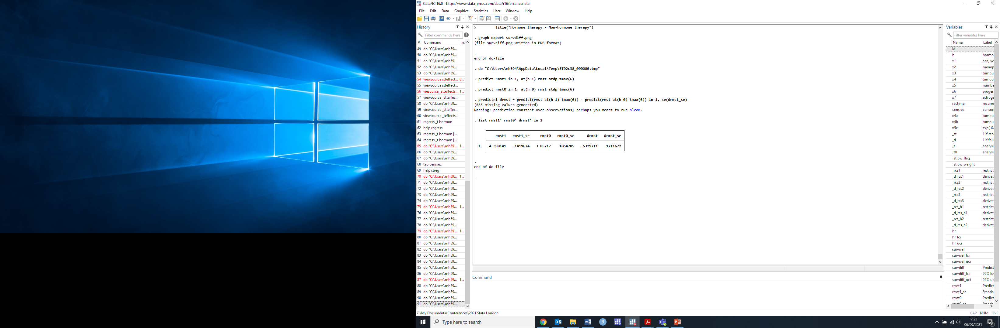 Stata/IC 16.0 - https://www.stata-press.com/data/r16/brcancer.dta
File Edit Data Graphics Statistics User Window Help
History
Filter commands here
# Command _rc
49 do "C:\Users\mh59...
50 do "C:\Users\mh59...
51 do "C:\Users\mh59...
52 do "C:\Users\mh59...
53 do "C:\Users\mh59...
54 viewsource stteffect... 6...
55 viewsource stteffect...
56 viesource _stteffects... 1...
57 viewsource _stteffec...
58 do "C:\Users\mh59...
59 viewsource _stteffec...
60 viewsource _teffects...
61 regress _t hormon
62 help regress
63 regress _t hormon [...
64 regress _t hormon [...
65 do "C:\Users\mh59... 1...
66 do "C:\Users\mh59...
67 do "C:\Users\mh59...
68 tab censrec
69 help streg
70 do "C:\Users\mh59... 1...
71 do "C:\Users\mh59...
72 do "C:\Users\mh59...
73 do "C:\Users\mh59...
74 do "C:\Users\mh59...
75 do "C:\Users\mh59... 1...
76 do "C:\Users\mh59...
77 do "C:\Users\mh59...
78 do "C:\Users\mh59...
79 do "C:\Users\mh59... 1...
80 do "C:\Users\mh59...
81 do "C:\Users\mh59...
82 do "C:\Users\mh59...
83 do "C:\Users\mh59...
84 do "C:\Users\mh59...
85 do "C:\Users\mh59...
86 do "C:\Users\mh59...
87 do "C:\Users\mh59... 1...
88 do "C:\Users\mh59...
89 do "C:\Users\mh59...
90 do "C:\Users\mh59...
91 do "C:\Users\mh59...
> title("Hormone therapy - Non-hormone therapy")
. graph export survdiff.png
(file survdiff.png written in PNG format)
.
end of do-file
. do "C:\Users\mh594\AppData\Local\Temp\STD2c38_000000.tmp"
. predict rmst1 in 1, at(h 1) rmst stdp tmax(6)
. predict rmst0 in 1, at(h 0) rmst stdp tmax(6)
. predictnl drmst = predict(rmst at(h 1) tmax(6)) - predict(rmst at(h 0) tmax(6)) in 1, se(drmst_se)
(685 missing values generated)
Warning: prediction constant over observations; perhaps you meant to run nlcom.
. list rmst1* rmst0* drmst* in 1
rmst1 rmst1_se rmst0 rmst0_se drmst drmst_se
1. 4.390141 .1419674 3.85717 .1054785 .5329711 .1711672
.
end of do-file
.
Command
Variables
Filter variables here
Name Label
id
h hormo
x1 age, ye
x2 menop
x3 tumou
x4 tumou
x5 numbe
x6 proges
x7 estroge
rectime recurre
censrec censori
x4a tumou
x4b tumou
x5e exp(-0.
_st 1 if rec
_d 1 if fail
_t analysi
_t0 analysi
_stipw_flag
_stipw_weight
_rcs1 restrict
_d_rcs1 derivat
_rcs2 restrict
_d_rcs2 derivat
_rcs3 restrict
_d_rcs3 derivat
_rcs_h1 restrict
_d_rcs_h1 derivat
_rcs_h2 restrict
_d_rcs_h2 derivat
hr
hr_lci
hr_uci
survival
survival_lci
survival_uci
survdiff Predict
survdiff_lci 95% lo
survdiff_uci 95% up
rmst1 Predict
rmst1_se Standa
rmst0 Predict
Z:\My Documents\Conferences\2021 Stata London
CAP NUM OVR
Type here to search
17:25
06/09/2021
8